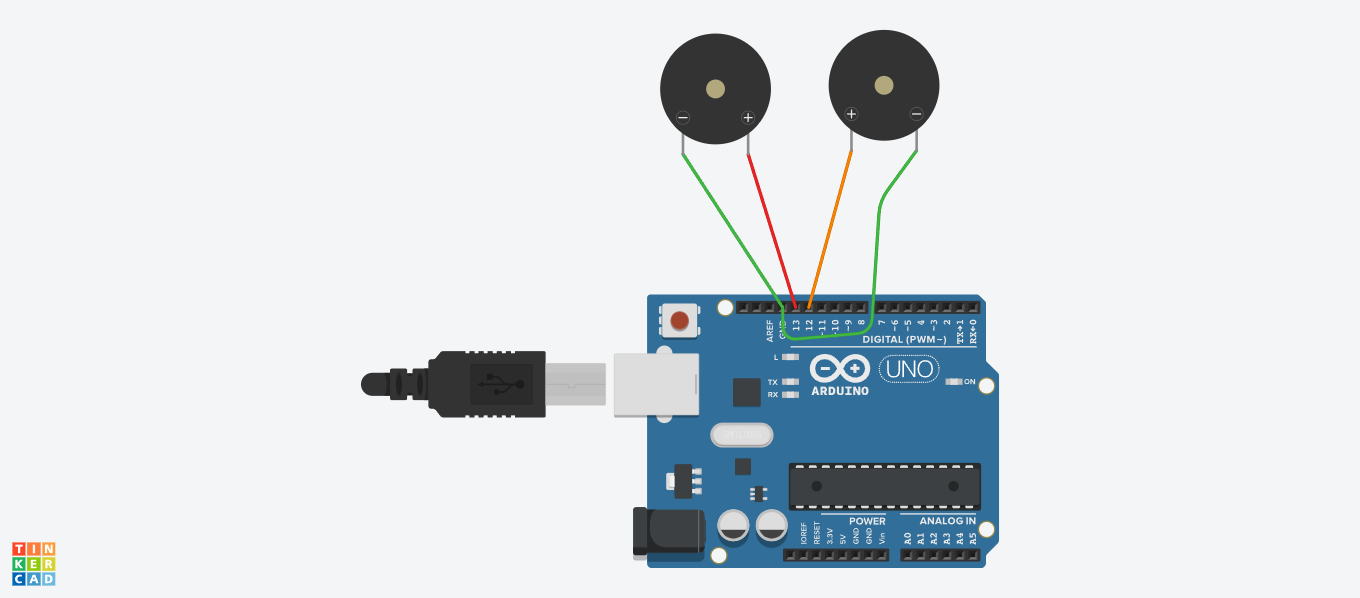 − +
+ −
AREF
GND
13
12
~11
~10
~9
8
7
~6
~5
4
~3
2
TX→1
RX←0
DIGITAL (PWM~)
L
TX
RX
ARDUINO
UNO
ON
POWER
ANALOG IN
IOREF
RESET
3.3V
5V
GND
GND
Vin
A0
A1
A2
A3
A4
A5
TIN
KER
CAD